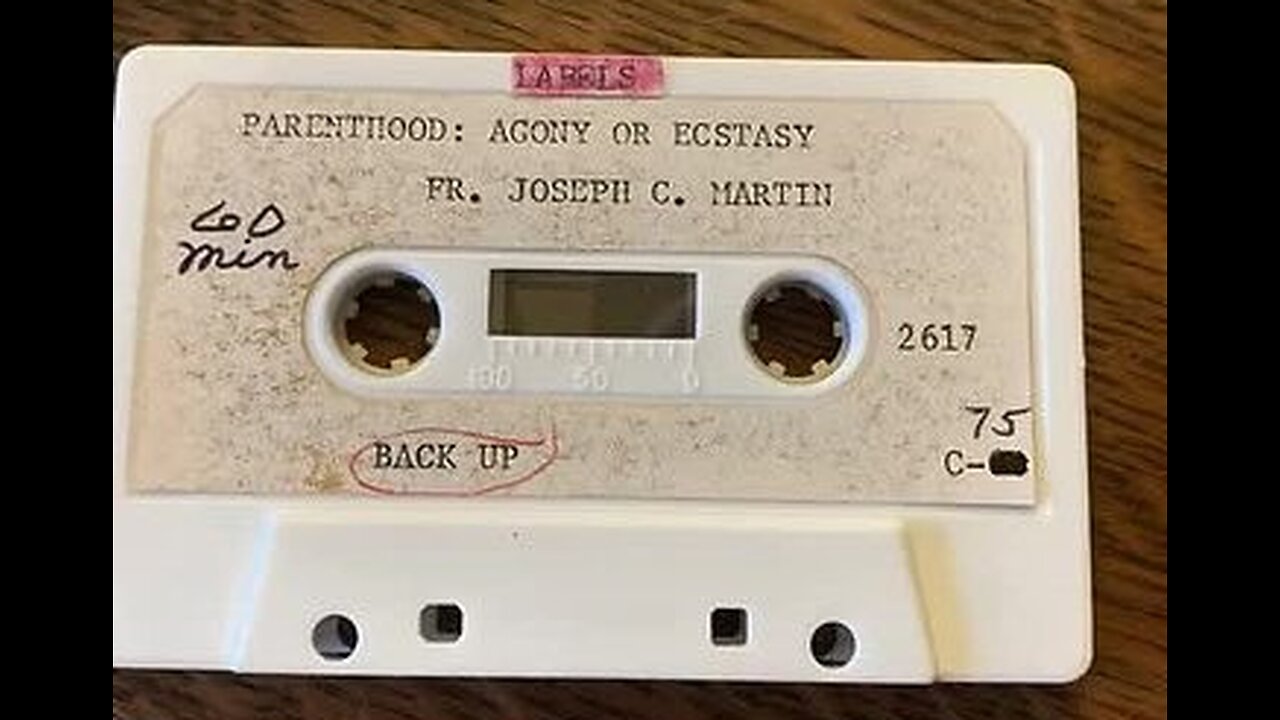 LABELS
PARENTHOOD: AGONY OR ECSTASY
FR. JOSEPH C. MARTIN
60
min
2617
100 50 0
75
BACK UP
C-